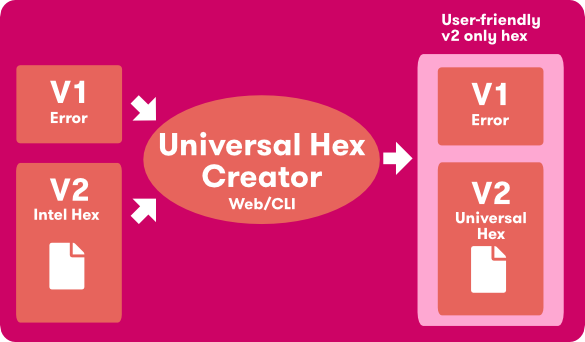 User-friendly
v2 only hex
V1
Error
V2
Intel Hex
Universal Hex
Creator
Web/CLI
V1
Error
V2
Universal
Hex